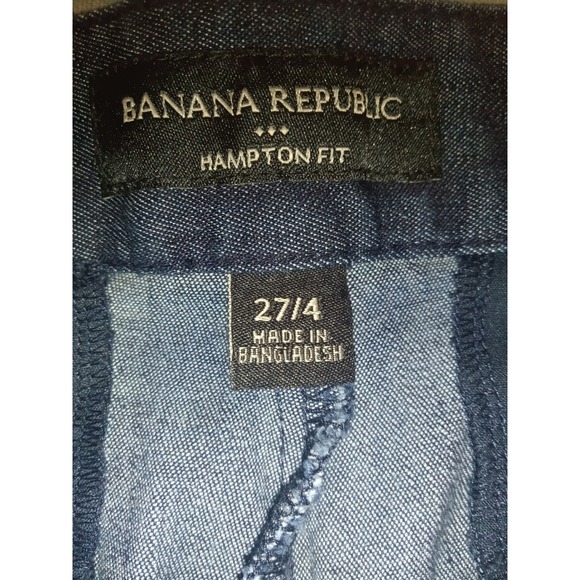 BANANA REPUBLIC
HAMPTON FIT
27/4
MADE IN
BANGLADESH